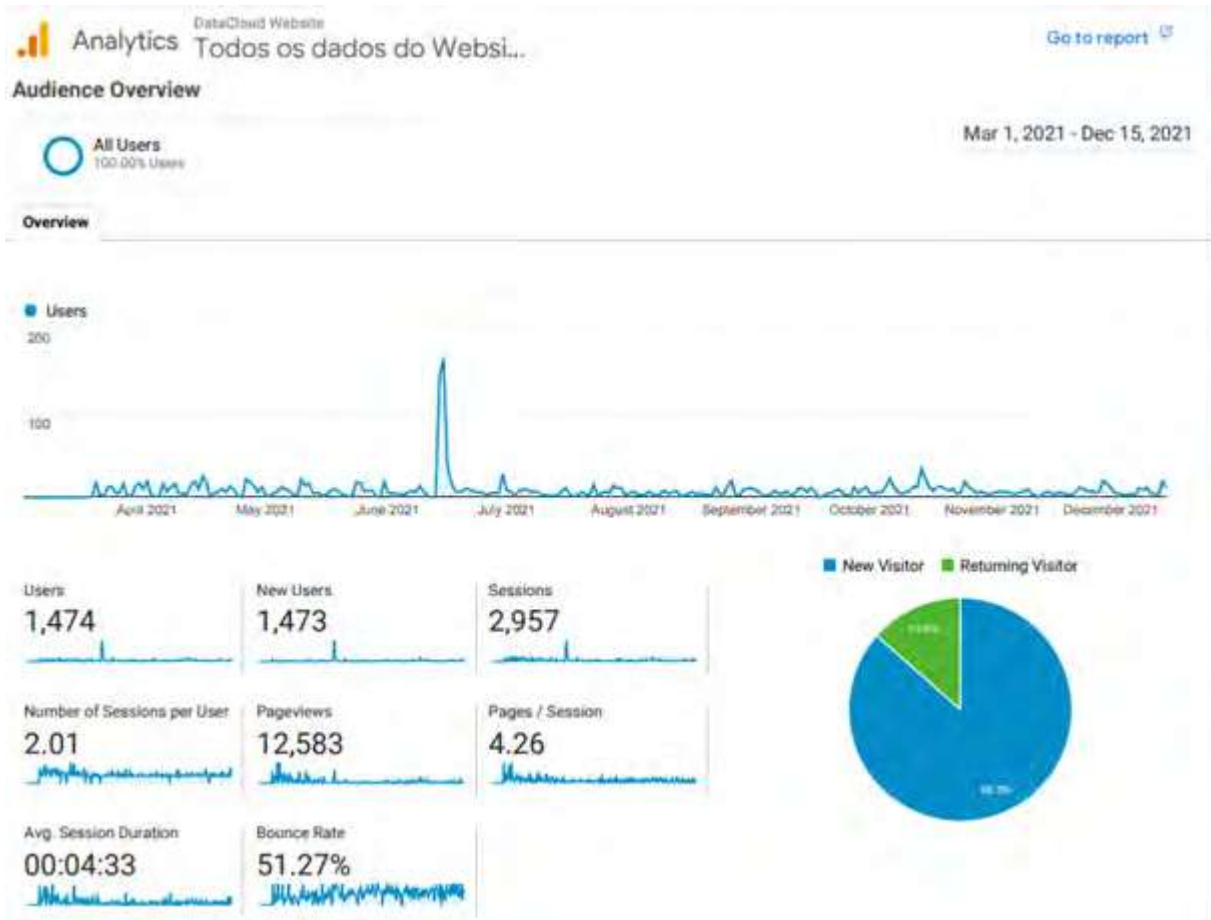 Analytics
DataCloud Website
Todos os dados do Websi...
Go to report
Audience Overview
All Users
100.00% Users
Mar 1, 2021 - Dec 15, 2021
Overview
Users
200
100
April 2021 May 2021 June 2021 July 2021 August 2021 September 2021 October 2021 November 2021 December 2021
New Visitor Returning Visitor
Users New Users Sessions
1,474 1,473 2,957
Number of Sessions per User Pageviews Pages / Session
2.01 12,583 4.26
Avg. Session Duration Bounce Rate
00:04:33 51.27%